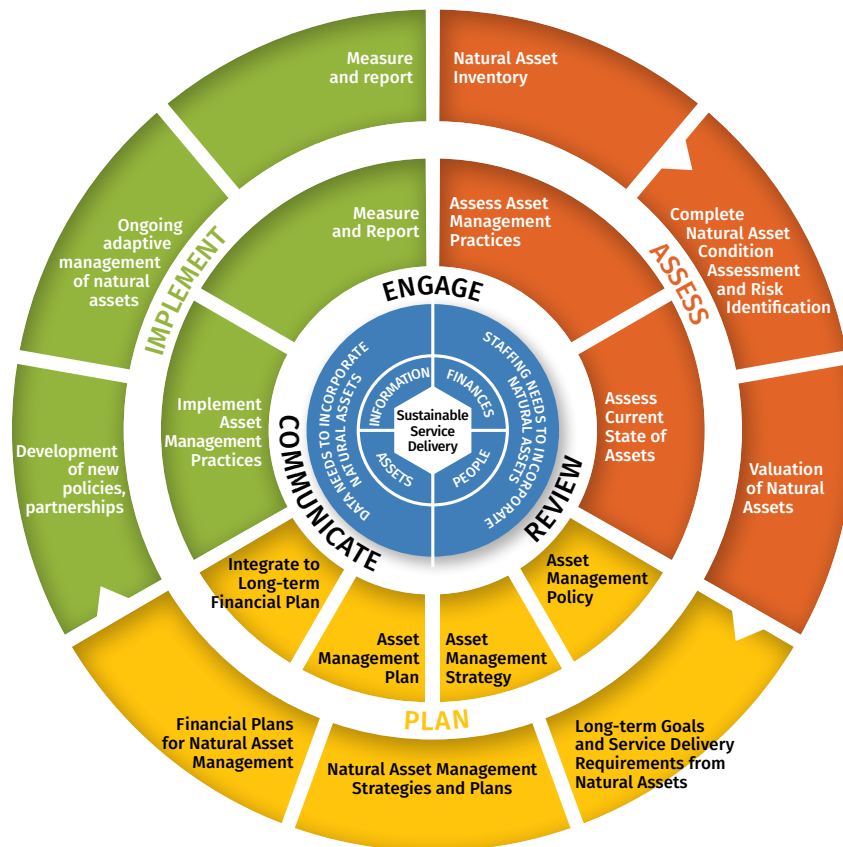 Measure
and report
Natural Asset
Inventory
Complete
Natural Asset
Condition
Assessment
and Risk
Identification
Valuation
of Natural
Assets
Long-term Goals
and Service Delivery
Requirements from
Natural Assets
Natural Asset Management
Strategies and Plans
Financial Plans
for Natural Asset
Management
Development
of new
policies,
partnerships
Ongoing
adaptive
management
of natural
assets
IMPLEMENT
ASSESS
PLAN
Measure
and Report
Assess Asset
Management
Practices
Assess
Current
State of
Assets
Asset
Management
Policy
Asset
Management
Strategy
Asset
Management
Plan
Integrate to
Long-term
Financial Plan
Implement
Asset
Management
Practices
ENGAGE
REVIEW
COMMUNICATE
DATA NEEDS TO INCORPORATE
NATURAL ASSETS
STAFFING NEEDS TO INCORPORATE
NATURAL ASSETS
INFORMATION
FINANCES
ASSETS
PEOPLE
Sustainable
Service
Delivery